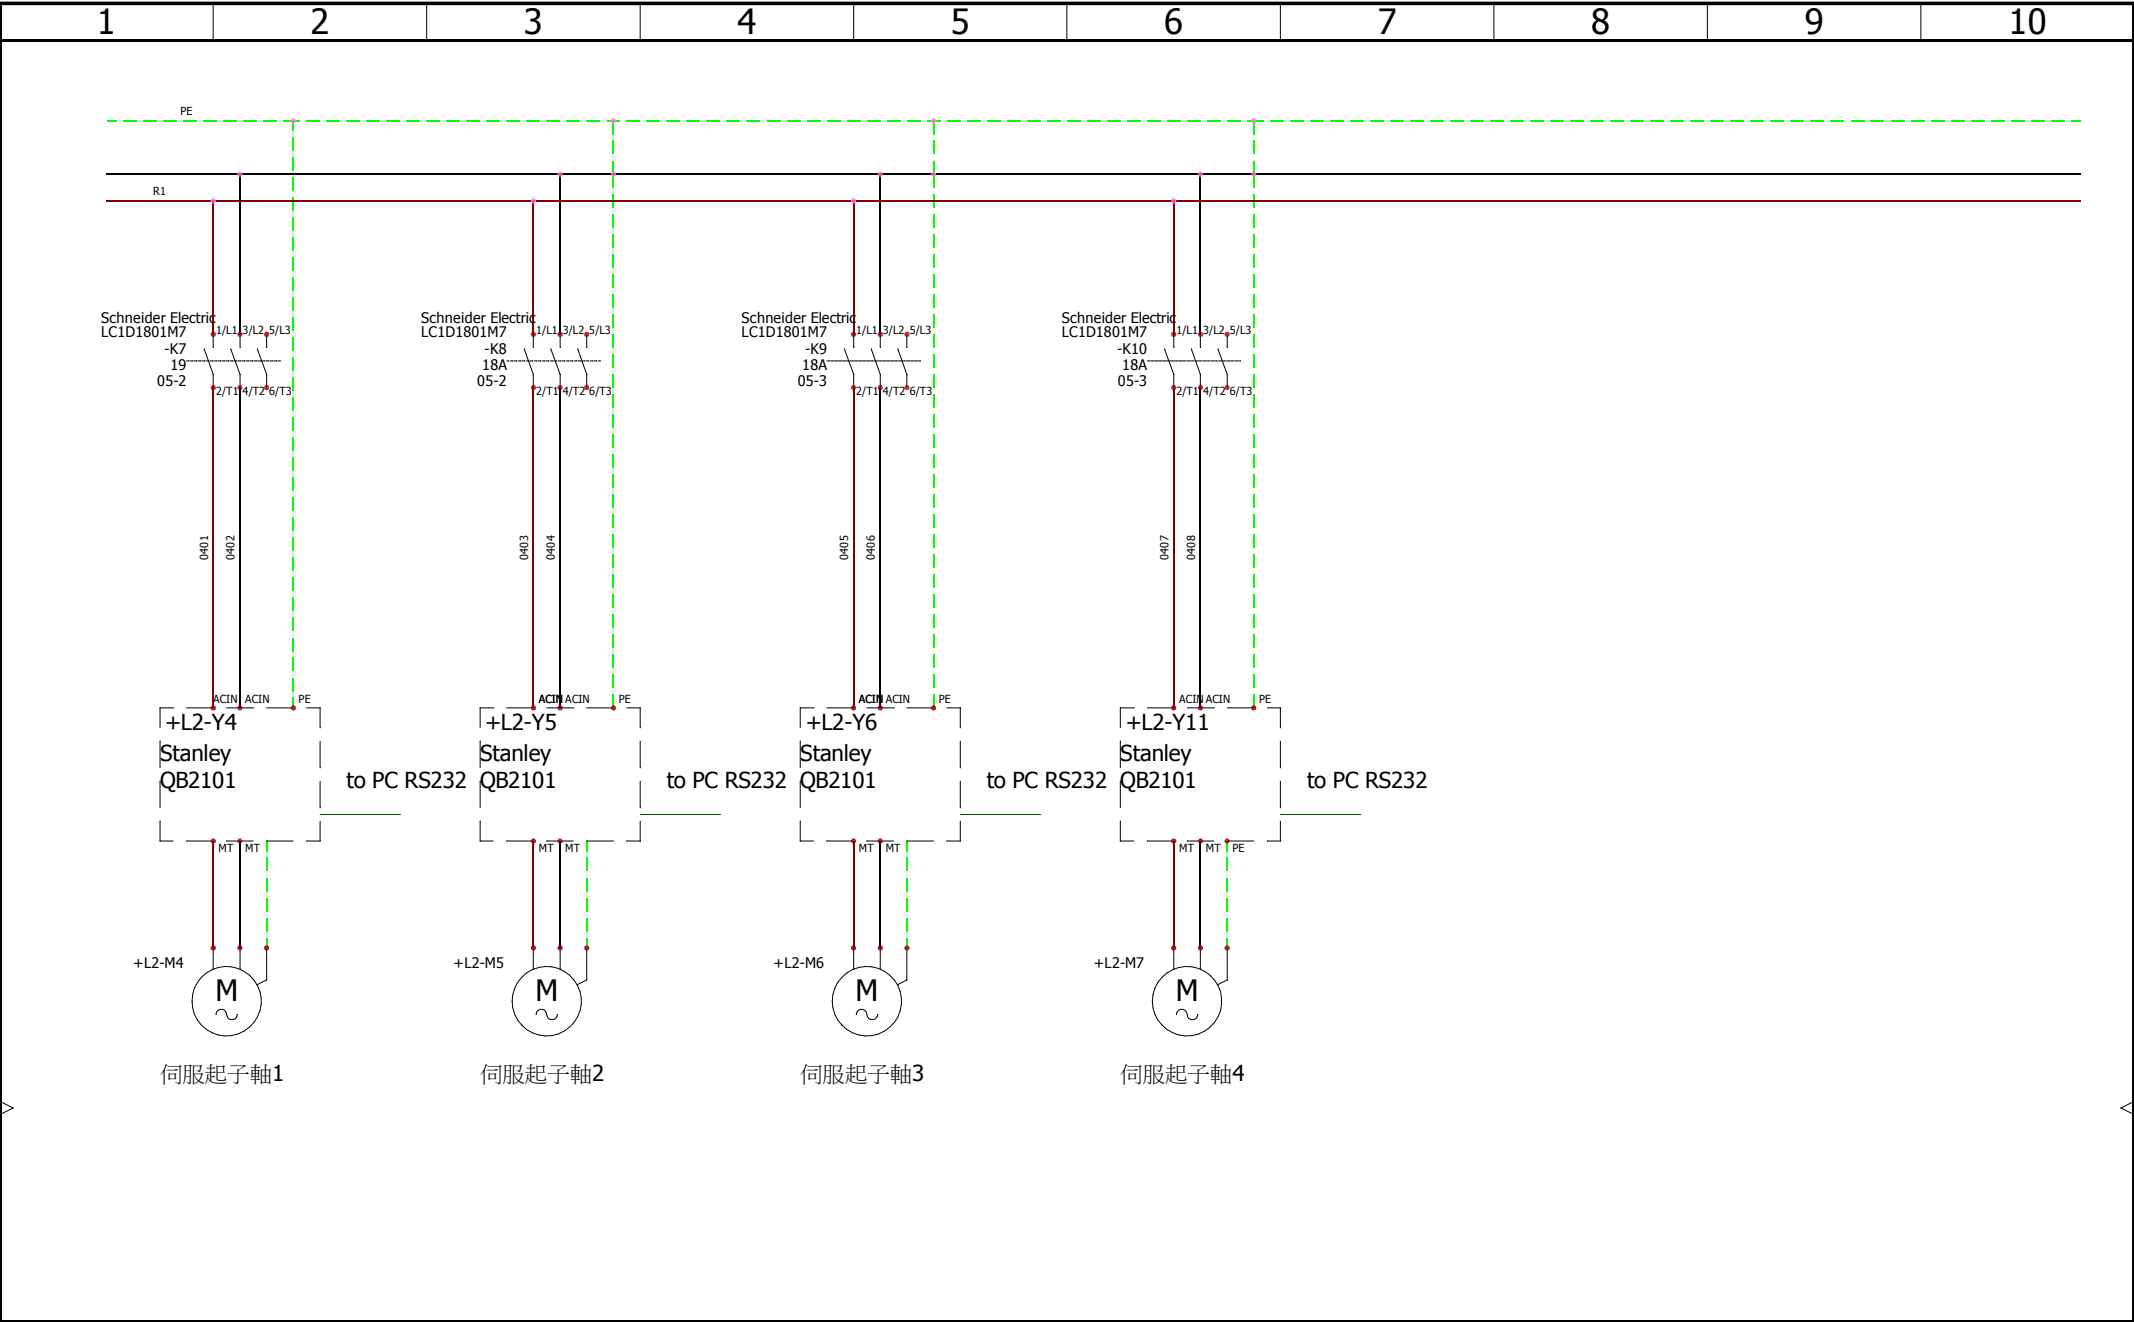 1 2 3 4 5 6 7 8 9 10
PE
R1
Schneider Electric Schneider Electric Schneider Electric Schneider Electric
LC1D1801M7 1/L1 3/L2 5/L3 LC1D1801M7 1/L1 3/L2 5/L3 LC1D1801M7 1/L1 3/L2 5/L3 LC1D1801M7 1/L1 3/L2 5/L3
-K7 -K8 -K9 -K10
19 18A 18A 18A
05-2 05-2 05-3 05-3
2/T1 4/T2 6/T3 2/T1 4/T2 6/T3 2/T1 4/T2 6/T3 2/T1 4/T2 6/T3
0401 0402 0403 0404 0405 0406 0407 0408
ACIN ACIN PE ACIN ACIN PE ACIN ACIN PE ACIN ACIN PE
+L2-Y4 +L2-Y5 +L2-Y6 +L2-Y11
Stanley Stanley Stanley Stanley
QB2101 to PC RS232 QB2101 to PC RS232 QB2101 to PC RS232 QB2101 to PC RS232
MT MT MT MT MT MT MT MT PE
+L2-M4 +L2-M5 +L2-M6 +L2-M7
M M M M
伺服起子軸1 伺服起子軸2 伺服起子軸3 伺服起子軸4